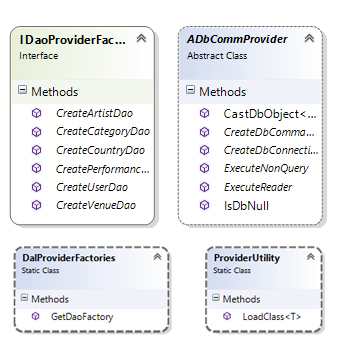 IDaoProviderFac...
Interface
Methods
CreateArtistDao
CreateCategoryDao
CreateCountryDao
CreatePerformanc...
CreateUserDao
CreateVenueDao
ADbCommProvider
Abstract Class
Methods
CastDbObject<...
CreateDbComma...
CreateDbConnecti...
ExecuteNonQuery
ExecuteReader
IsDbNull
DalProviderFactories
Static Class
Methods
GetDaoFactory
ProviderUtility
Static Class
Methods
LoadClass<T>